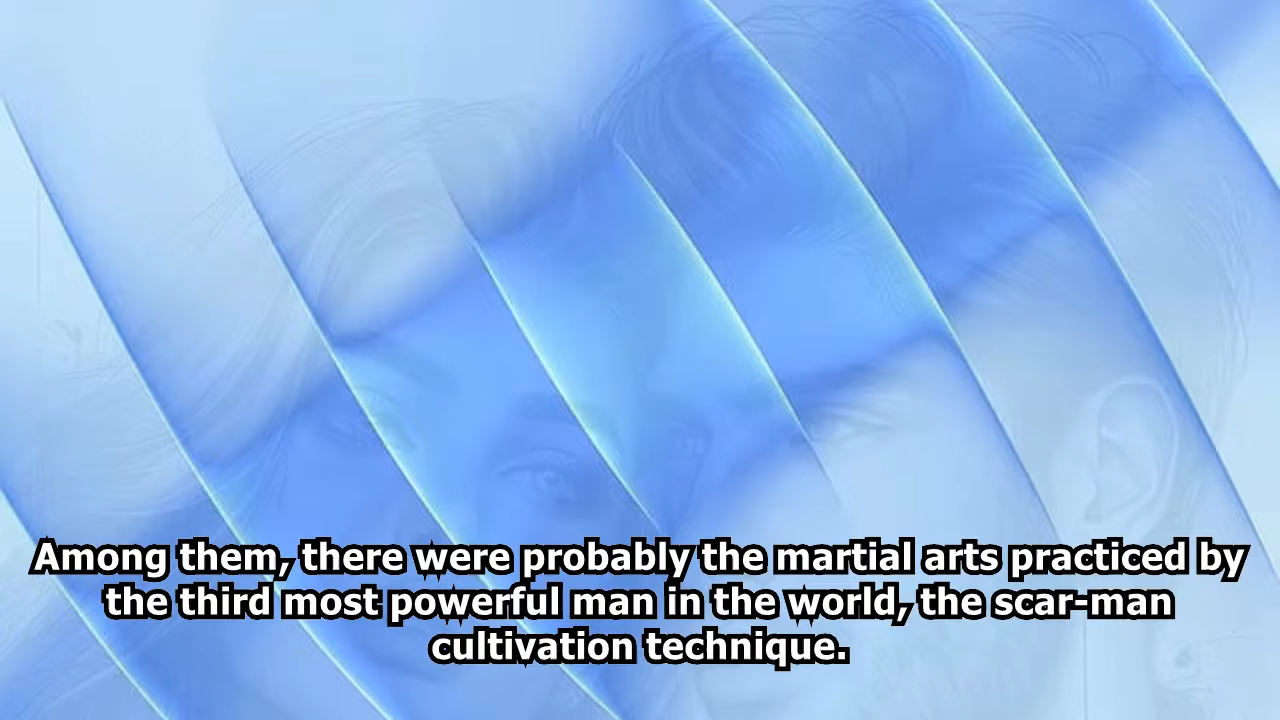 Among them, there were probably the martial arts practiced by
the third most powerful man in the world, the scar-man
cultivation technique.